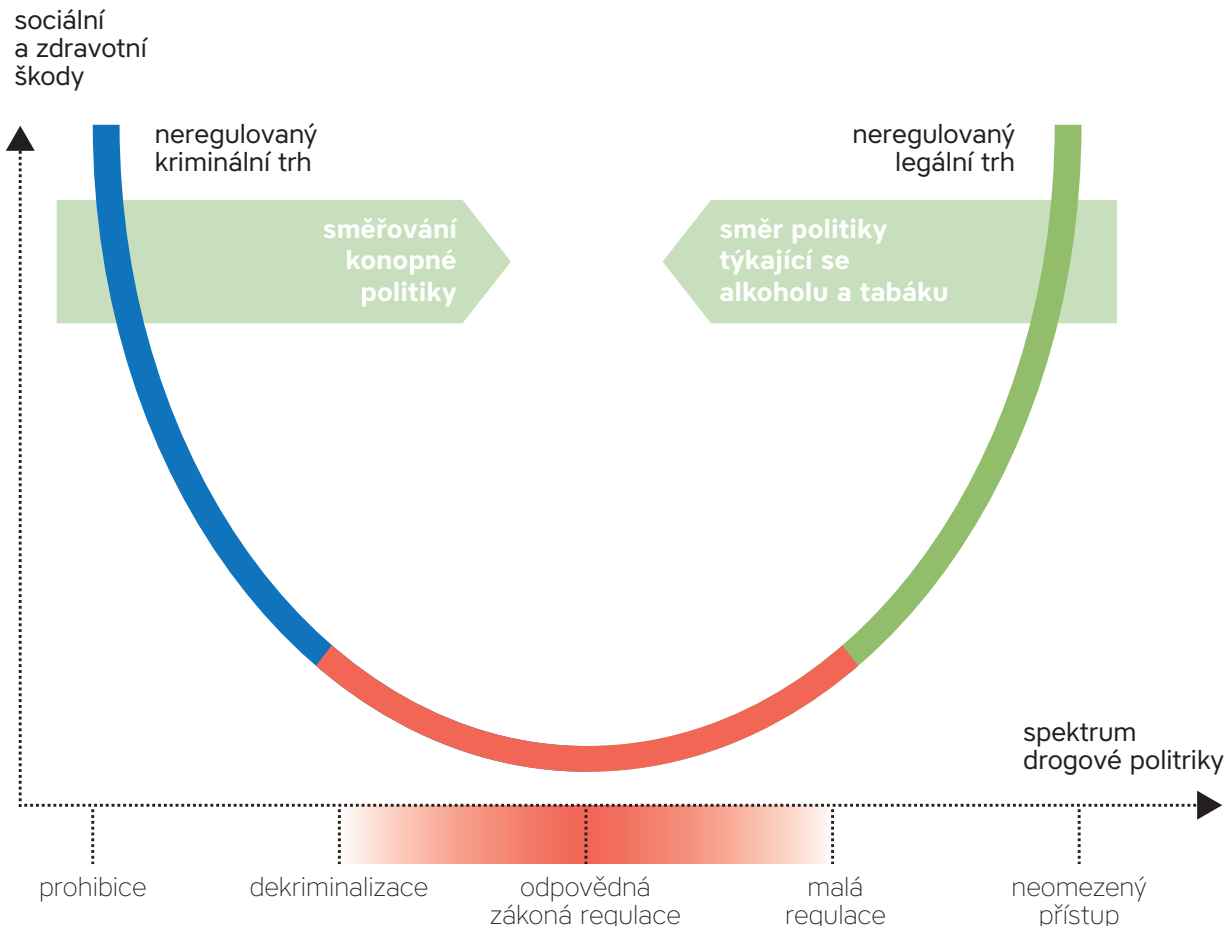 sociální
a zdravotní
škody
neregulovaný
kriminální trh
neregulovaný
legální trh
směřování
konopné
politiky
směr politiky
týkající se
alkoholu a tabáku
spektrum
drogové politriky
prohibice
dekriminalizace
odpovědná
zákoná regulace
malá
regulace
neomezený
přístup